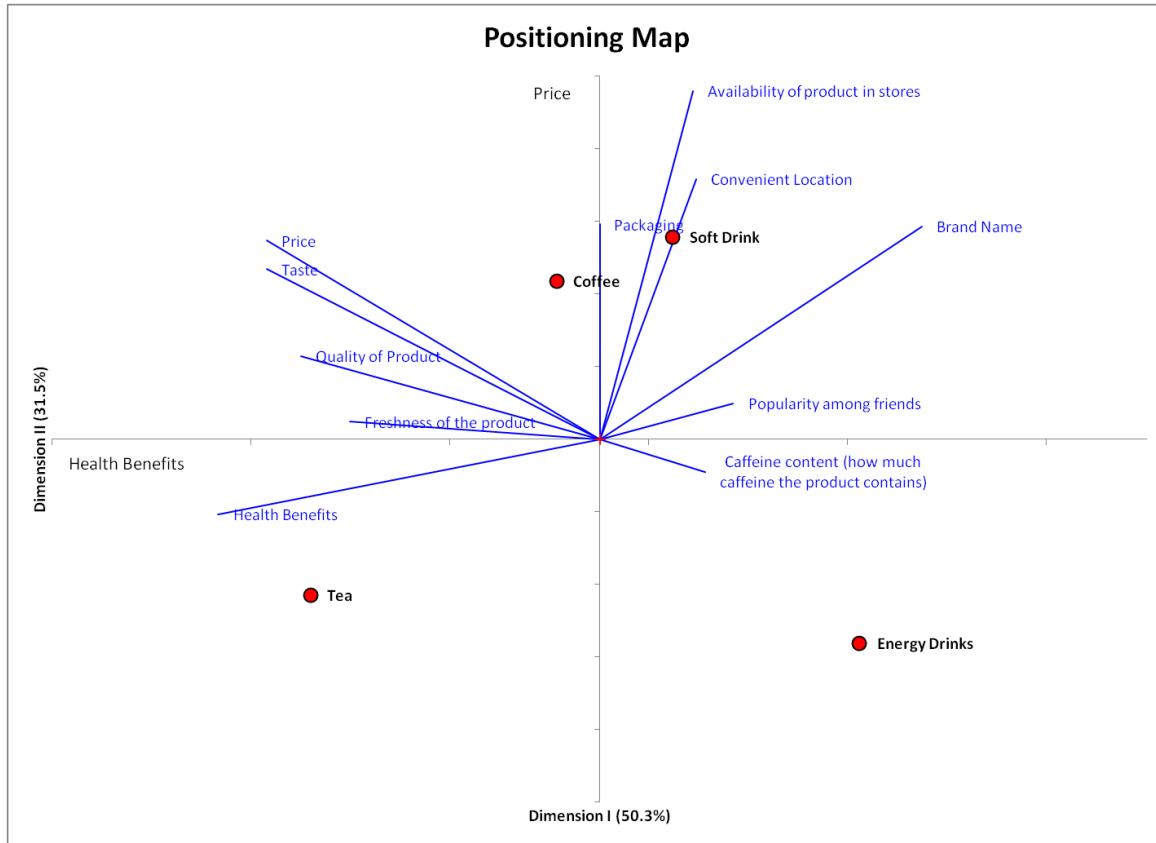 Positioning Map
Price
Availability of product in stores
Convenient Location
Packaging
Brand Name
Soft Drink
Price
Taste
Coffee
Quality of Product
Popularity among friends
Freshness of the product
Dimension II (31.5%)
Health Benefits
Caffeine content (how much
caffeine the product contains)
Health Benefits
Tea
Energy Drinks
Dimension I (50.3%)